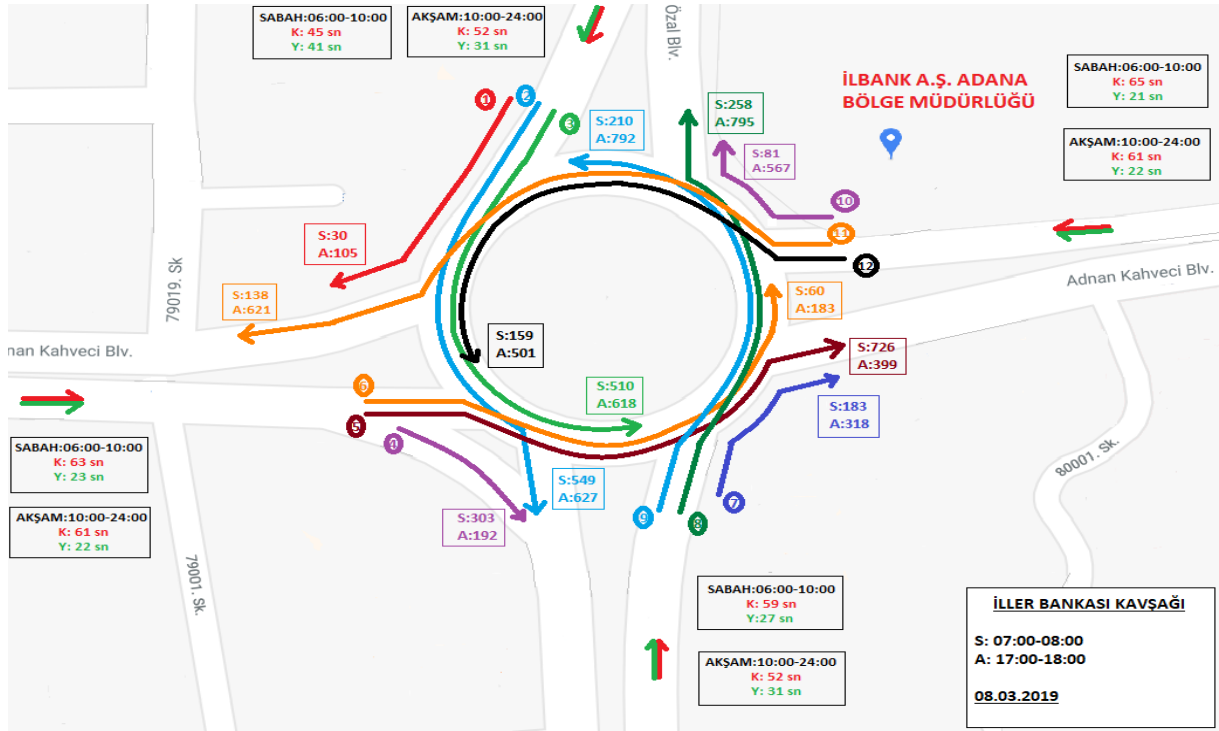 SABAH:06:00-10:00
K: 45 sn
Y: 41 sn
AKŞAM:10:00-24:00
K: 52 sn
Y: 31 sn
Özal Blv.
İLBANK A.Ş. ADANA
BÖLGE MÜDÜRLÜĞÜ
SABAH:06:00-10:00
K: 65 sn
Y: 21 sn
AKŞAM:10:00-24:00
K: 61 sn
Y: 22 sn
1
2
3
S:210
A:792
S:258
A:795
S:81
A:567
10
11
12
S:30
A:105
79019. Sk
S:138
A:621
Adnan Kahveci Blv.
S:60
A:183
S:159
A:501
nan Kahveci Blv.
S:726
A:399
S:510
A:618
S:183
A:318
6
5
4
SABAH:06:00-10:00
K: 63 sn
Y: 23 sn
80001. Sk.
S:549
A:627
S:303
A:192
9
8
7
AKŞAM:10:00-24:00
K: 61 sn
Y: 22 sn
79001. Sk.
SABAH:06:00-10:00
K: 59 sn
Y:27 sn
AKŞAM:10:00-24:00
K: 52 sn
Y: 31 sn
İLLER BANKASI KAVŞAĞI
S: 07:00-08:00
A: 17:00-18:00
08.03.2019